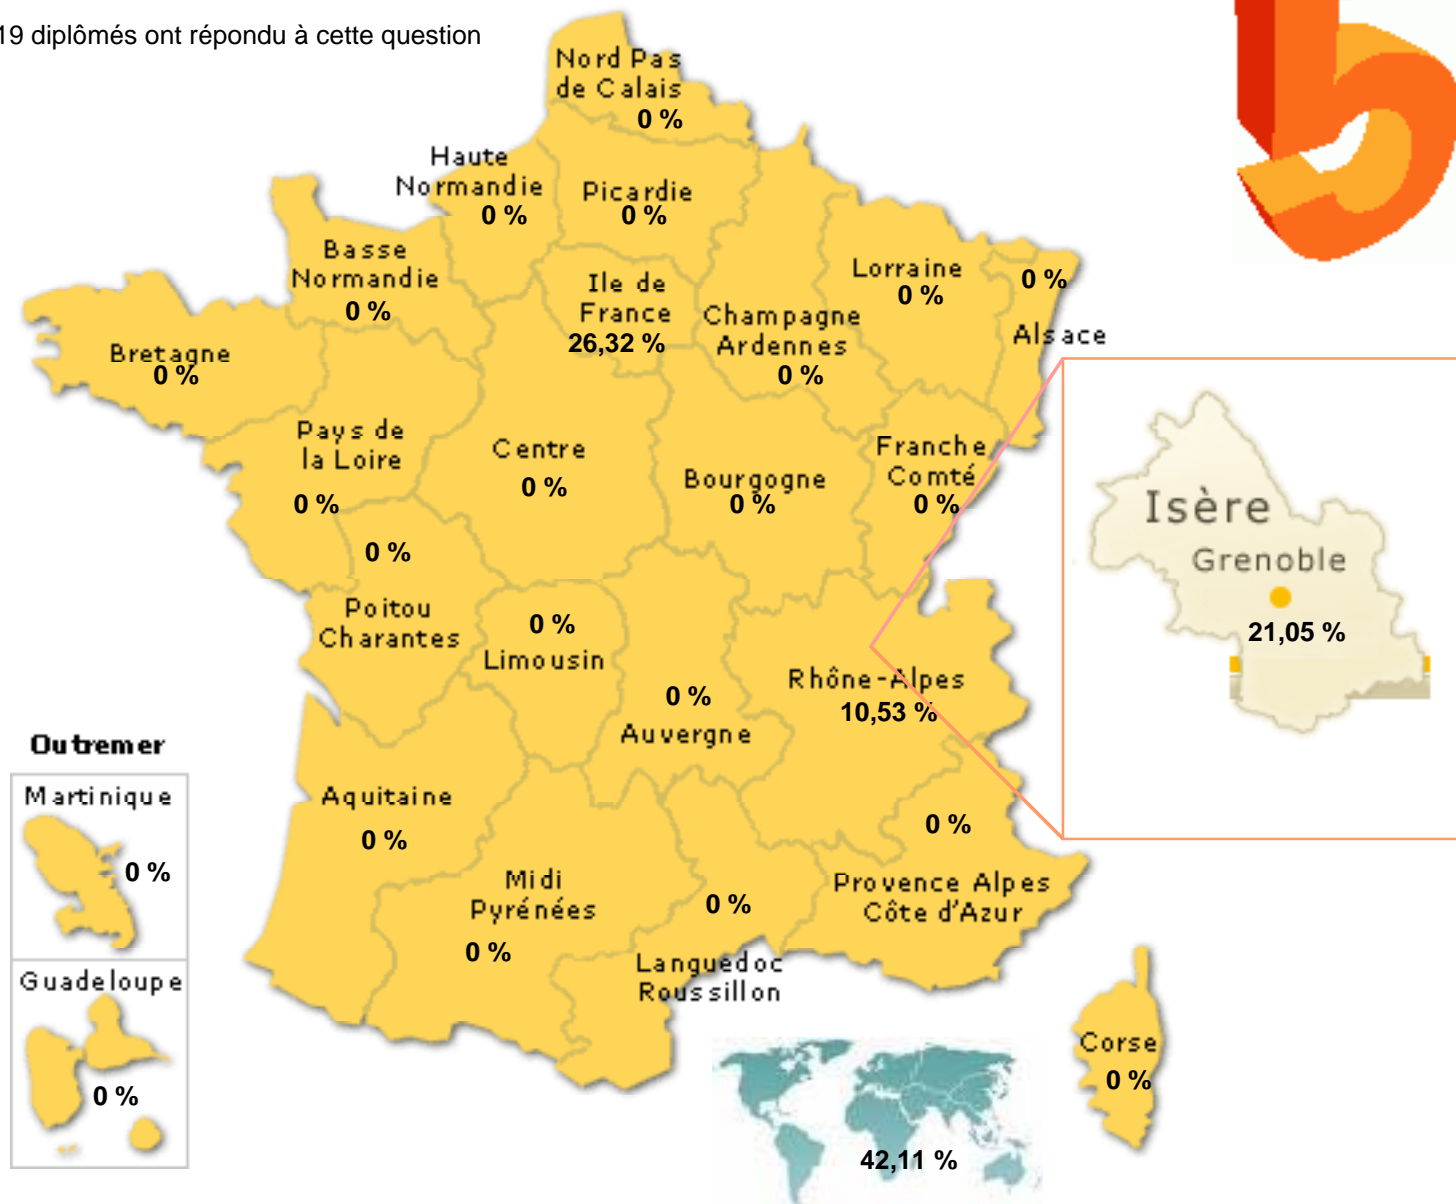 19 diplômés ont répondu à cette question
Nord Pas
de Calais
0 %
Haute
Normandie
0 %
Picardie
0 %
Basse
Normandie
0 %
Ile de
France
26,32 %
Champagne
Ardennes
0 %
Lorraine
0 %
0 %
Alsace
Bretagne
0 %
Pays de
la Loire
0 %
Centre
0 %
Bourgogne
0 %
Franche
Comté
0 %
Isère
Grenoble
21,05 %
0 %
Poitou
Charantes
0 %
Limousin
0 %
Auvergne
Rhône-Alpes
10,53 %
Outremer
Martinique
0 %
Guadeloupe
0 %
Aquitaine
0 %
Midi
Pyrénées
0 %
0 %
Languedoc
Roussillon
0 %
Provence Alpes
Côte d'Azur
Corse
0 %
42,11 %